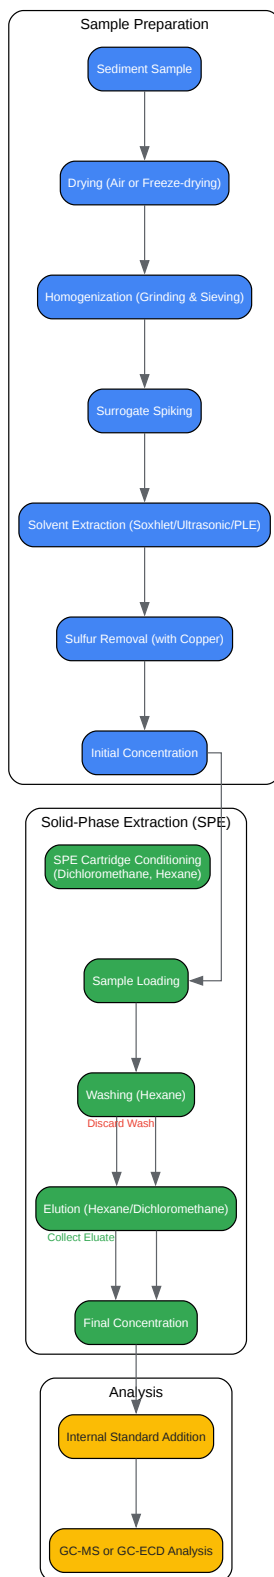 Sample Preparation
Sediment Sample
Drying (Air or Freeze-drying)
Homogenization (Grinding & Sieving)
Surrogate Spiking
Solvent Extraction (Soxhlet/Ultrasonic/PLE)
Sulfur Removal (with Copper)
Initial Concentration
Solid-Phase Extraction (SPE)
SPE Cartridge Conditioning
(Dichloromethane, Hexane)
Sample Loading
Washing (Hexane)
Discard Wash
Elution (Hexane/Dichloromethane)
Collect Eluate
Final Concentration
Analysis
Internal Standard Addition
GC-MS or GC-ECD Analysis